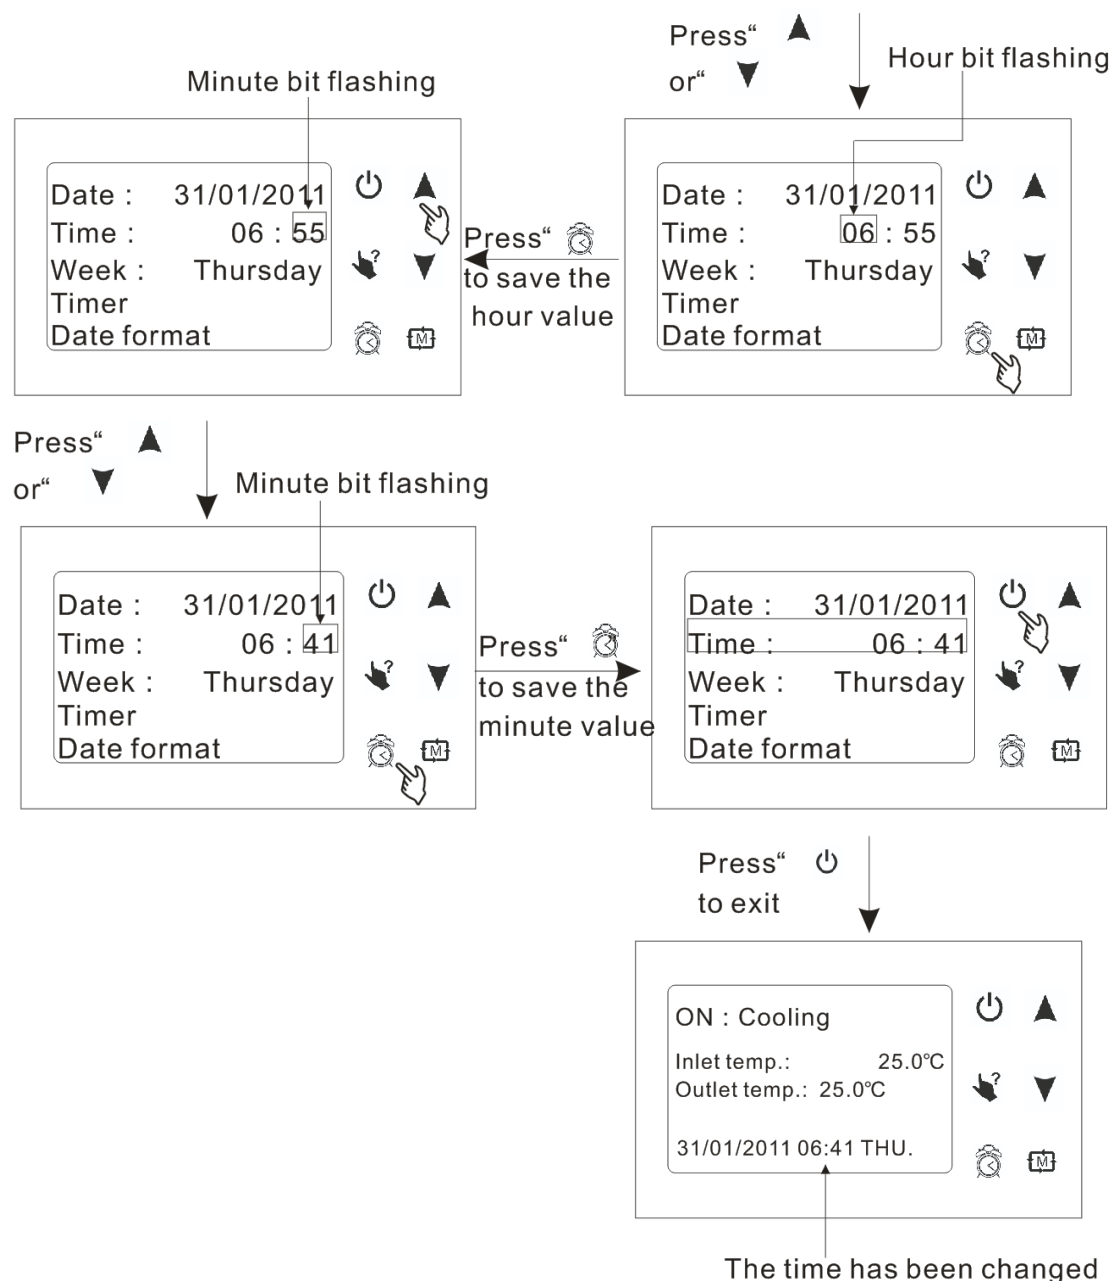 Press“ ▲
or“ ▼
Hour bit flashing
Minute bit flashing
Date : 31/01/2011
Time : 06 : 55
Week : Thursday
Timer
Date format
?
M
Press“
to save the
hour value
Date : 31/01/2011
Time : 06 : 55
Week : Thursday
Timer
Date format
?
M
Press“ ▲
or“ ▼
Minute bit flashing
Date : 31/01/2011
Time : 06 : 41
Week : Thursday
Timer
Date format
?
M
Press“
to save the
minute value
Date : 31/01/2011
Time : 06 : 41
Week : Thursday
Timer
Date format
?
M
Press“
to exit
ON : Cooling
Inlet temp.: 25.0℃
Outlet temp.: 25.0℃
31/01/2011 06:41 THU.
?
M
The time has been changed